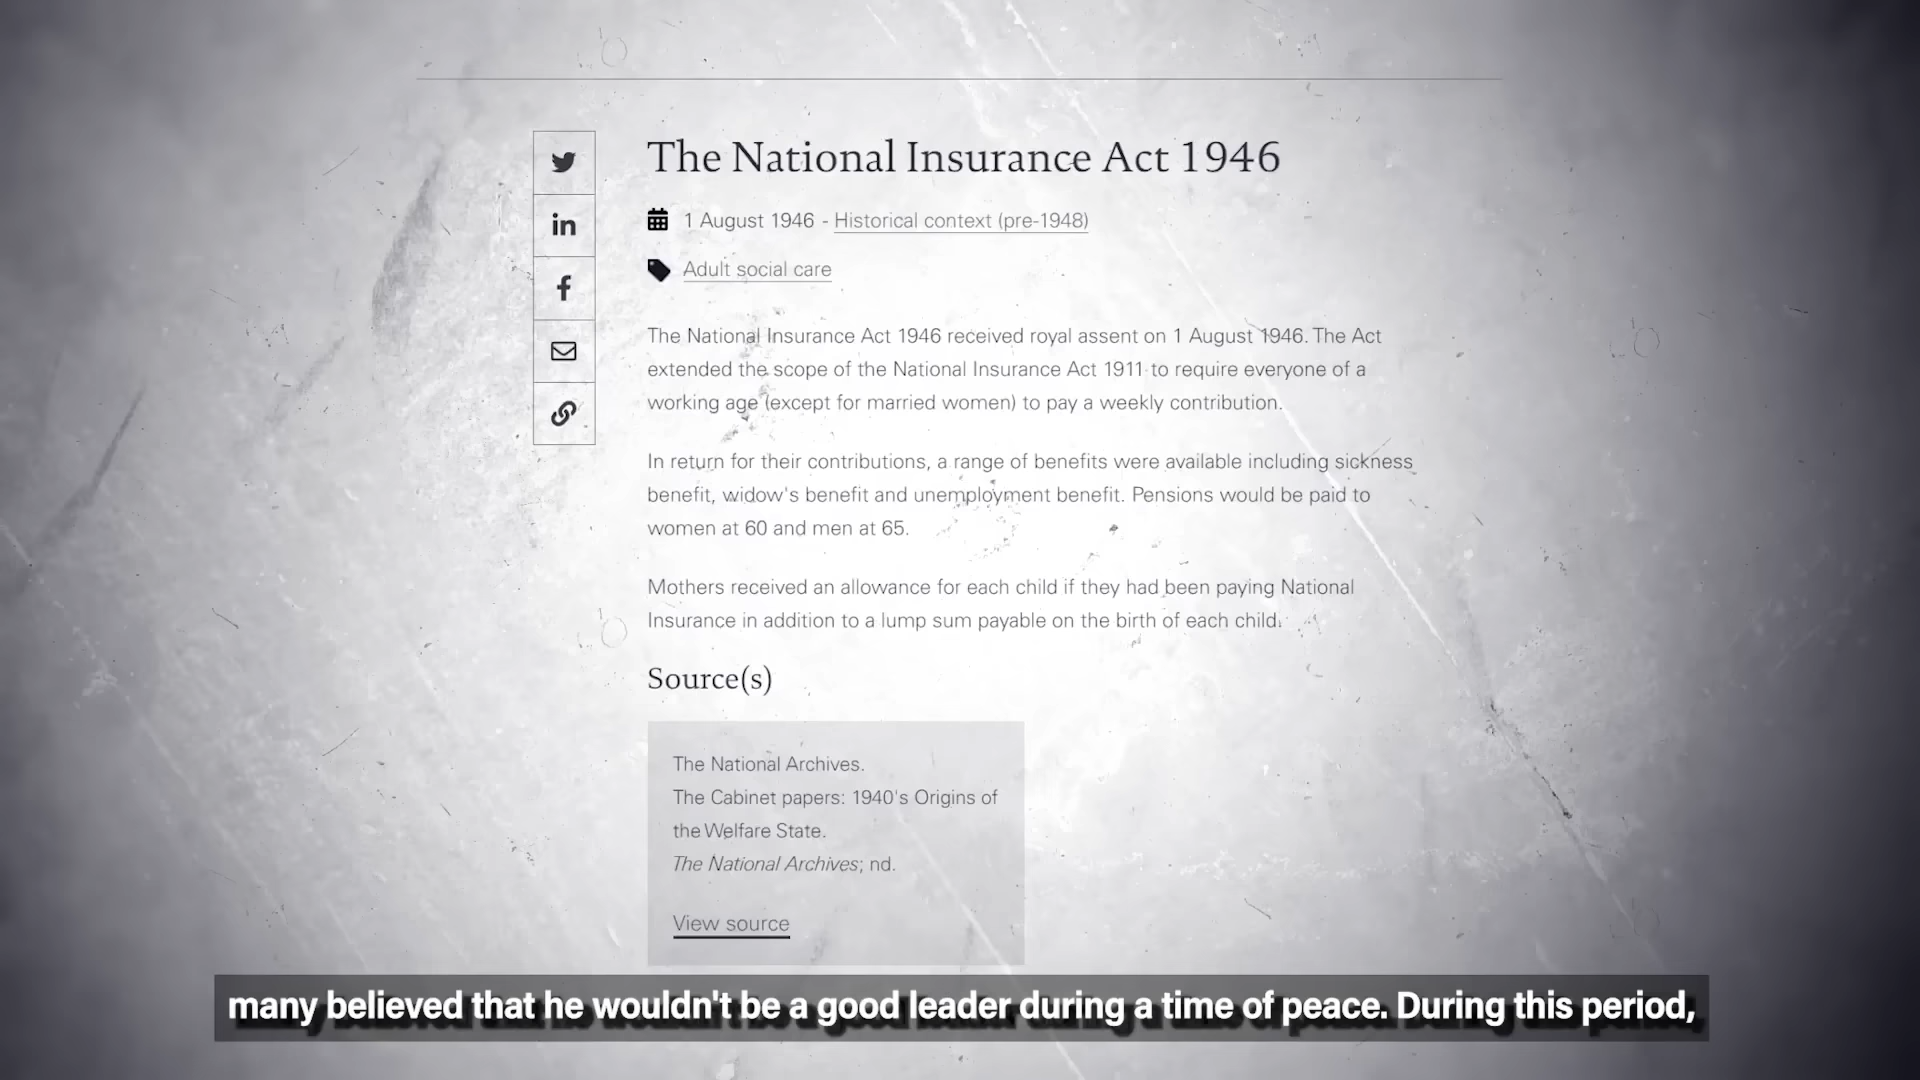 The National Insurance Act 1946
1 August 1946 - Historical context (pre-1948)
Adult social care
The National Insurance Act 1946 received royal assent on 1 August 1946. The Act
extended the scope of the National Insurance Act 1911 to require everyone of a
working age (except for married women) to pay a weekly contribution.
In return for their contributions, a range of benefits were available including sickness
benefit, widow's benefit and unemployment benefit. Pensions would be paid to
women at 60 and men at 65.
Mothers received an allowance for each child if they had been paying National
Insurance in addition to a lump sum payable on the birth of each child.
Source(s)
The National Archives.
The Cabinet papers: 1940's Origins of
the Welfare State.
The National Archives; nd.
View source
many believed that he wouldn't be a good leader during a time of peace. During this period,